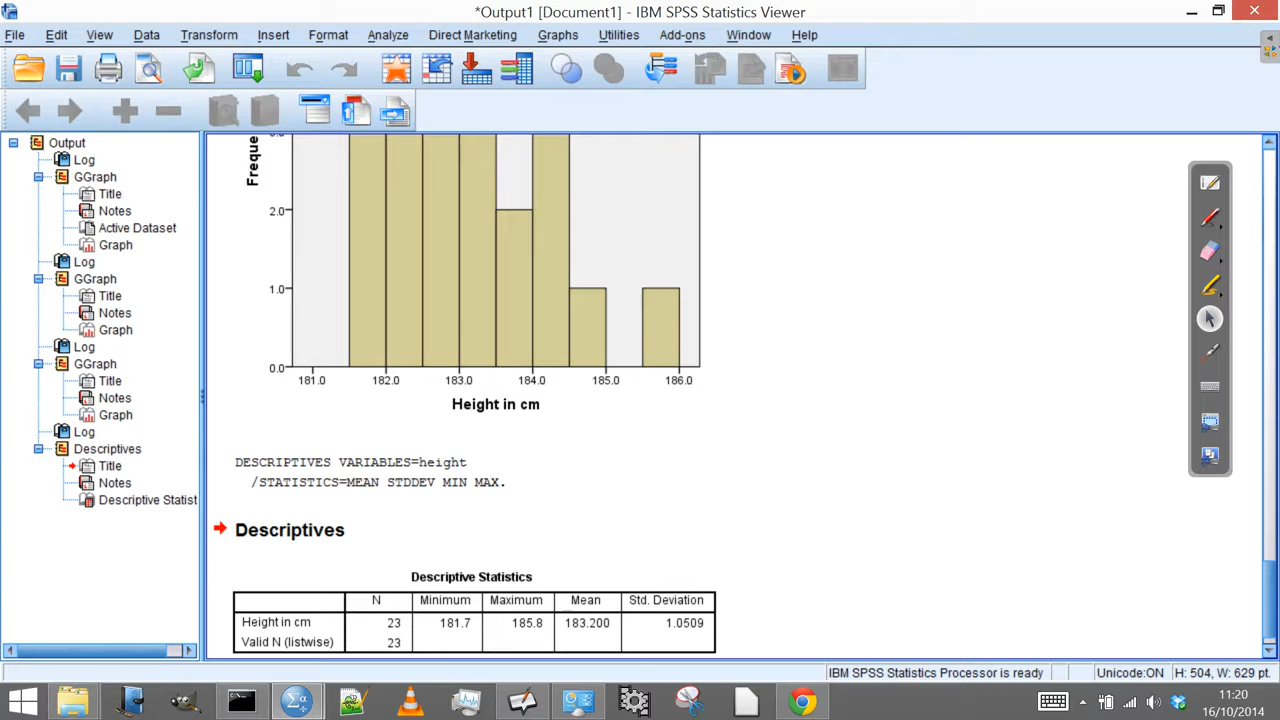 *Output1 [Document1] - IBM SPSS Statistics Viewer
File Edit View Data Transform Insert Format Analyze Direct Marketing Graphs Utilities Add-ons Window Help
Output
Log
GGraph
Title
Notes
Active Dataset
Graph
Log
GGraph
Title
Notes
Graph
Log
GGraph
Title
Notes
Graph
Log
Descriptives
Title
Notes
Descriptive Statist
Freque
2.0
1.0
0.0
181.0 182.0 183.0 184.0 185.0 186.0
Height in cm
DESCRIPTIVES VARIABLES=height
/STATISTICS=MEAN STDDEV MIN MAX.
Descriptives
Descriptive Statistics
N Minimum Maximum Mean Std. Deviation
Height in cm 23 181.7 185.8 183.200 1.0509
Valid N (listwise) 23
IBM SPSS Statistics Processor is ready Unicode:ON H: 504, W: 629 pt.
11:20
16/10/2014